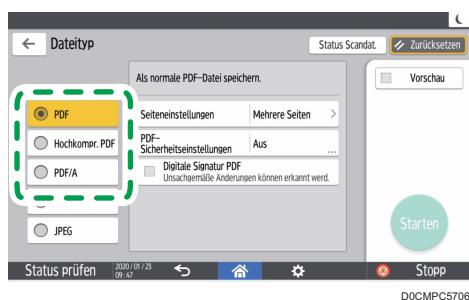 Dateityp
Status Scandat.
Zurücksetzen
Als normale PDF-Datei speichern.
Vorschau
PDF
Seiteneinstellungen
Mehrere Seiten
Hochkompr. PDF
PDF-
Sicherheitseinstellungen
Aus
...
PDF/A
Digitale Signatur PDF
Unsachgemäße Änderungen können erkannt werd.
JPEG
Starten
Status prüfen
2020/01/23
09:47
Stopp
D0CMPC5706